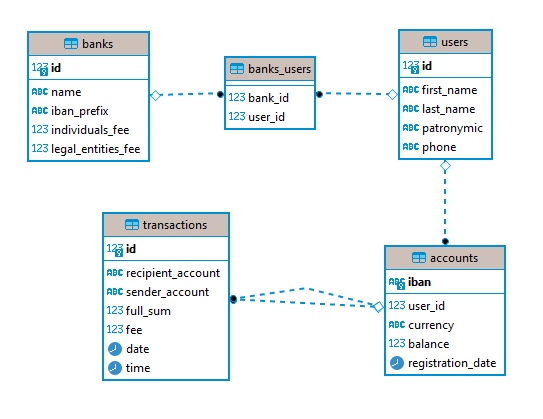 banks
123 id
ABC name
ABC iban_prefix
123 individuals_fee
123 legal_entities_fee
banks_users
123 bank_id
123 user_id
users
123 id
ABC first_name
ABC last_name
ABC patronymic
ABC phone
transactions
123 id
ABC recipient_account
ABC sender_account
123 full_sum
123 fee
date
time
accounts
ABC iban
123 user_id
ABC currency
123 balance
registration_date